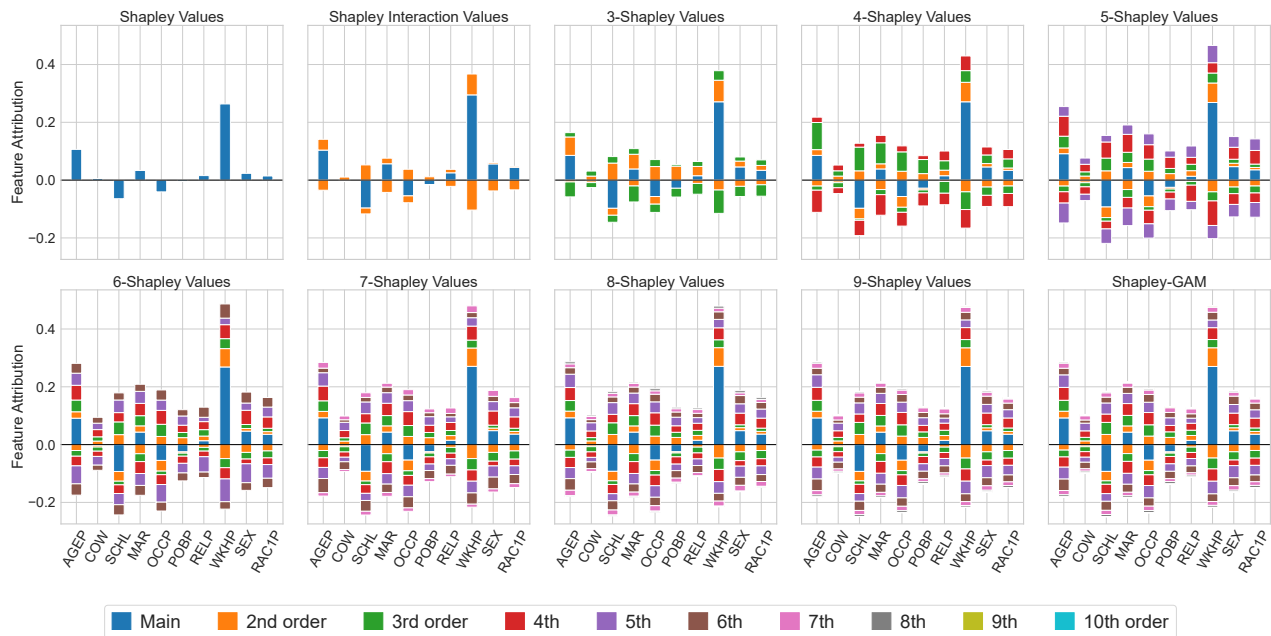 Shapley Values
Shapley Interaction Values
3-Shapley Values
4-Shapley Values
5-Shapley Values
Feature Attribution
0.4
0.2
0.0
−0.2
6-Shapley Values
7-Shapley Values
8-Shapley Values
9-Shapley Values
Shapley-GAM
Feature Attribution
0.4
0.2
0.0
−0.2
AGEP COW SCHL MAR OCCP POBP RELP WKHP SEX RAC1P
AGEP COW SCHL MAR OCCP POBP RELP WKHP SEX RAC1P
AGEP COW SCHL MAR OCCP POBP RELP WKHP SEX RAC1P
AGEP COW SCHL MAR OCCP POBP RELP WKHP SEX RAC1P
AGEP COW SCHL MAR OCCP POBP RELP WKHP SEX RAC1P
Main 2nd order 3rd order 4th 5th 6th 7th 8th 9th 10th order